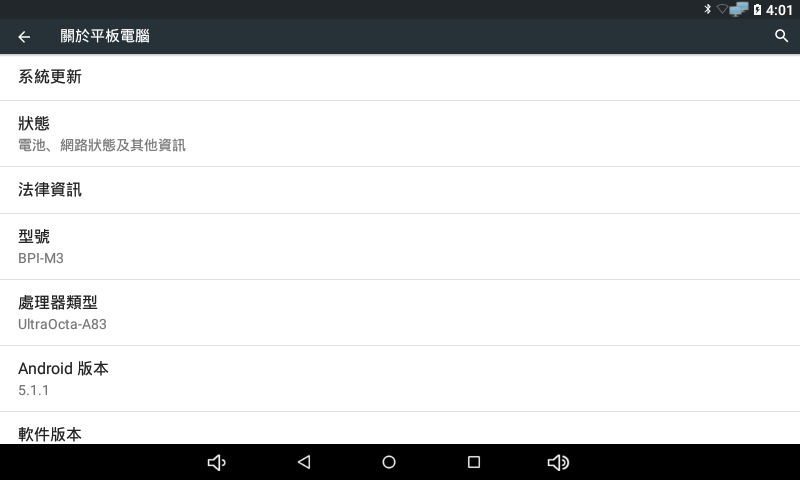 4:01
關於平板電腦
系統更新
狀態
電池、網路狀態及其他資訊
法律資訊
型號
BPI-M3
處理器類型
UltraOcta-A83
Android 版本
5.1.1
軟件版本